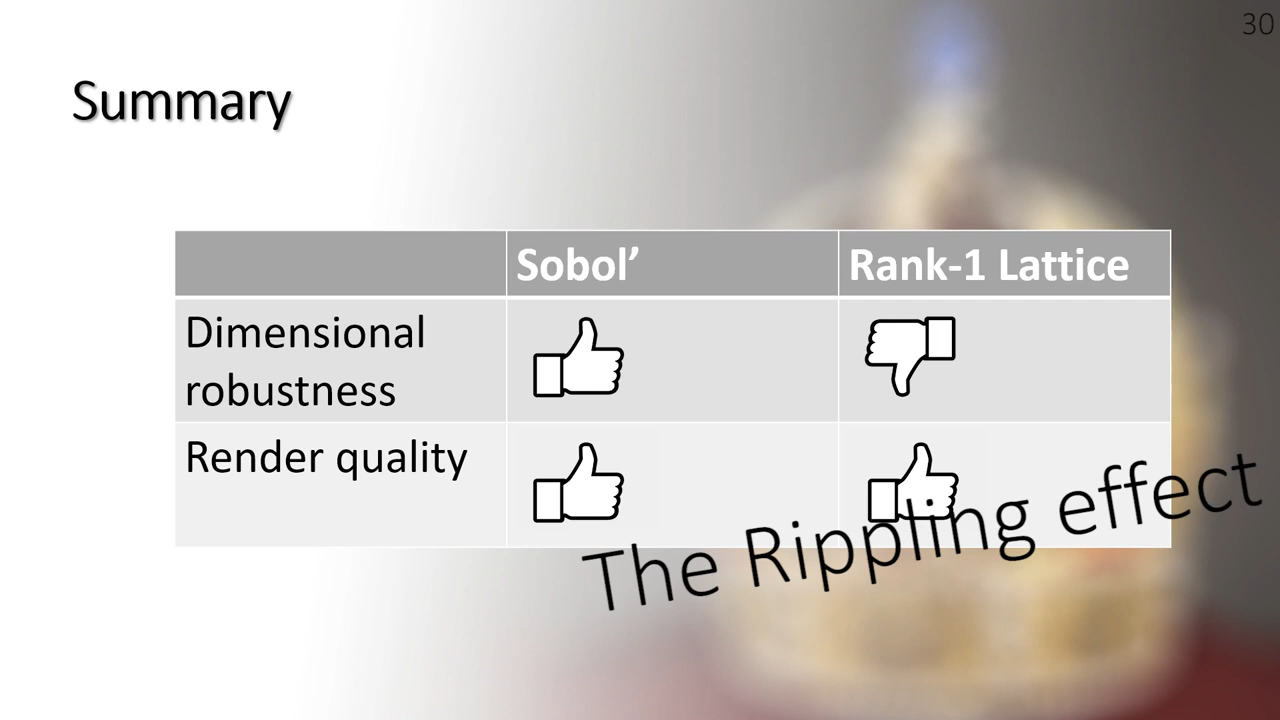 30
Summary
Sobol’ Rank-1 Lattice
Dimensional
robustness
Render quality
The Rippling effect